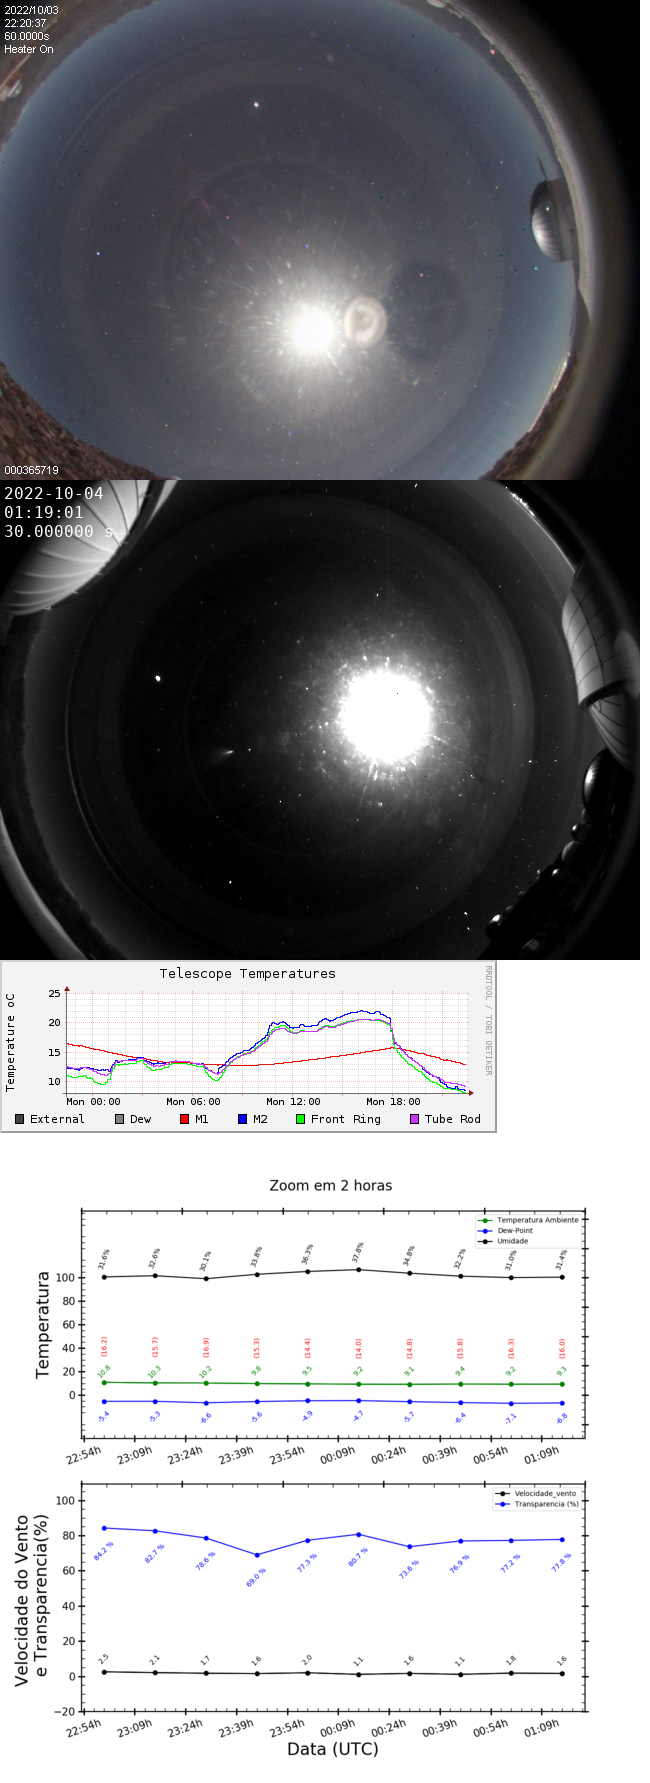 2022/10/03
22:20:37
60.0000s
Heater On
000365719
2022-10-04
01:19:01
30.000000 s
Telescope Temperatures
RRDTOOL / TOBI OETIKER
Temperature oC
25
20
15
10
Mon 00:00 Mon 06:00 Mon 12:00 Mon 18:00
External Dew M1 M2 Front Ring Tube Rod
Zoom em 2 horas
Temperatura Ambiente
Dew-Point
Umidade
31.6% 32.6% 30.1% 33.8% 36.3% 37.8% 34.8% 32.2% 31.0% 31.4%
Temperatura
100
80
60
40
20
0
(16.2) (15.7) (16.9) (15.3) (14.4) (14.0) (14.8) (15.8) (16.3) (16.0)
10.8 10.3 10.2 9.8 9.5 9.2 9.1 9.4 9.2 9.3
-5.4 -5.3 -6.6 -5.6 -4.9 -4.7 -5.7 -6.4 -7.1 -6.8
22:54h 23:09h 23:24h 23:39h 23:54h 00:09h 00:24h 00:39h 00:54h 01:09h
Velocidade_vento
Transparencia (%)
Velocidade do Vento
e Transparencia(%)
100
80
60
40
20
0
−20
84.2 % 82.7 % 78.6 % 69.0 % 77.3 % 80.7 % 73.6 % 76.9 % 77.2 % 77.8 %
2.5 2.1 1.7 1.6 2.0 1.1 1.6 1.1 1.8 1.6
22:54h 23:09h 23:24h 23:39h 23:54h 00:09h 00:24h 00:39h 00:54h 01:09h
Data (UTC)